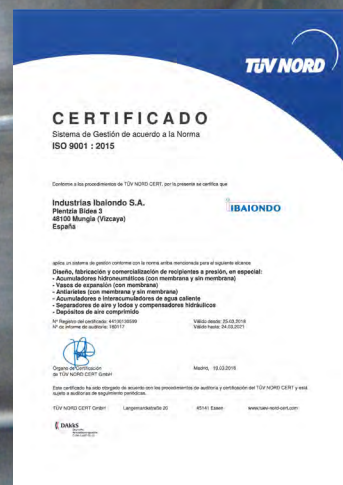 TÜV NORD
CERTIFICADO
Sistema de Gestión de acuerdo a la Norma
ISO 9001 : 2015
Conforme a los procedimientos de TÜV NORD CERT, por la presente se certifica que
Industrias Ibaiondo S.A.
Plentzia Bidea 3
48100 Mungia (Vizcaya)
España
IBAIONDO
aplica un sistema de gestión conforme con la norma arriba mencionada para el siguiente alcance
Diseño, fabricación y comercialización de recipientes a presión, en especial:
- Acumuladores hidroneumáticos (con membrana y sin membrana)
- Vasos de expansión (con membrana)
- Antiarietes (con membrana y sin membrana)
- Acumuladores e interacumuladores de agua caliente
- Separadores de aire y lodos y compensadores hidráulicos
- Depósitos de aire comprimido
Nº Registro del certificado: 44100130599
Nº de informe de auditoría: 180117
Válido desde: 25.03.2018
Válido hasta: 24.03.2021
Órgano de Certificación
de TÜV NORD CERT GmbH
Madrid, 19.03.2018
Este certificado ha sido otorgado de acuerdo con los procedimientos de auditoría y certificación del TÜV NORD CERT y está
sujeto a auditorías de seguimiento periódicas.
TÜV NORD CERT GmbH Langemarckstraße 20 45141 Essen www.tuev-nord-cert.com
DAkkS